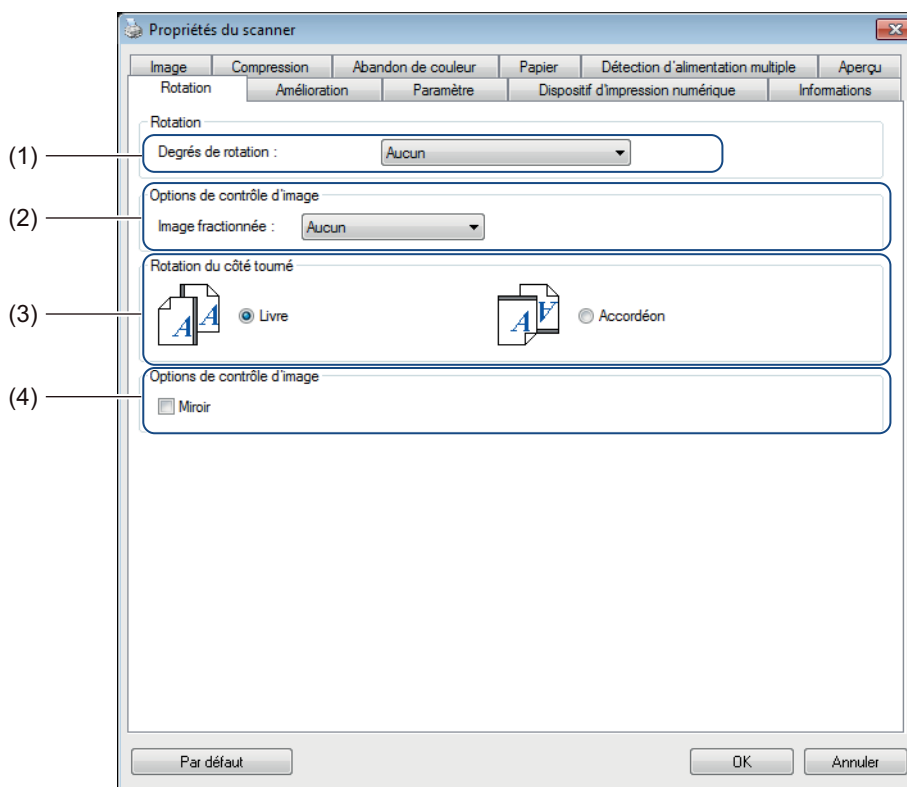 Propriétés du scanner
Image Compression Abandon de couleur Papier Détection d'alimentation multiple Aperçu
Rotation Amélioration Paramètre Dispositif d'impression numérique Informations
Rotation
(1) Degrés de rotation : Aucun
Options de contrôle d'image
(2) Image fractionnée : Aucun
Rotation du côté tourné
(3) A A Livre A A Accordéon
Options de contrôle d'image
(4) Miroir
Par défaut OK Annuler